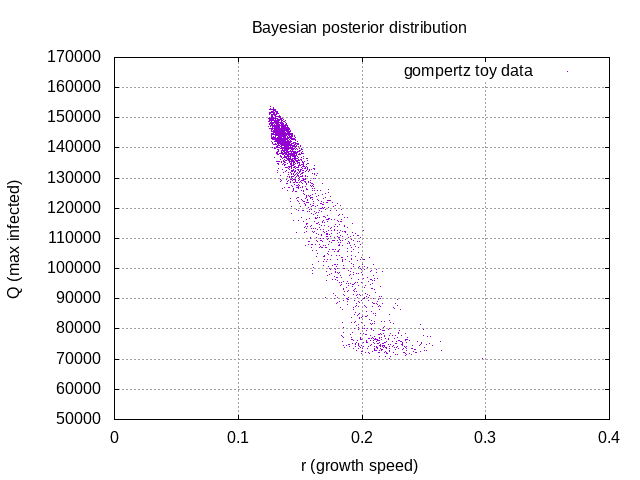 Bayesian posterior distribution
gompertz toy data
170000
160000
150000
140000
130000
120000
110000
100000
90000
80000
70000
60000
50000
Q (max infected)
0 0.1 0.2 0.3 0.4
r (growth speed)